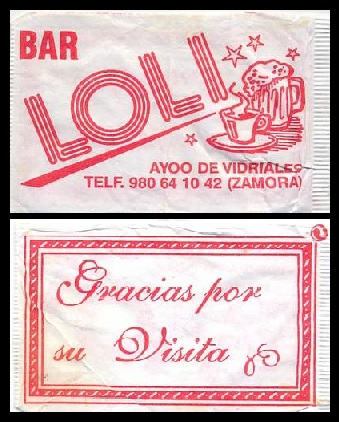 BAR
LOLI
AYOO DE VIDRIALES
TELF. 980 64 10 42 (ZAMORA)
Gracias por
su Visita